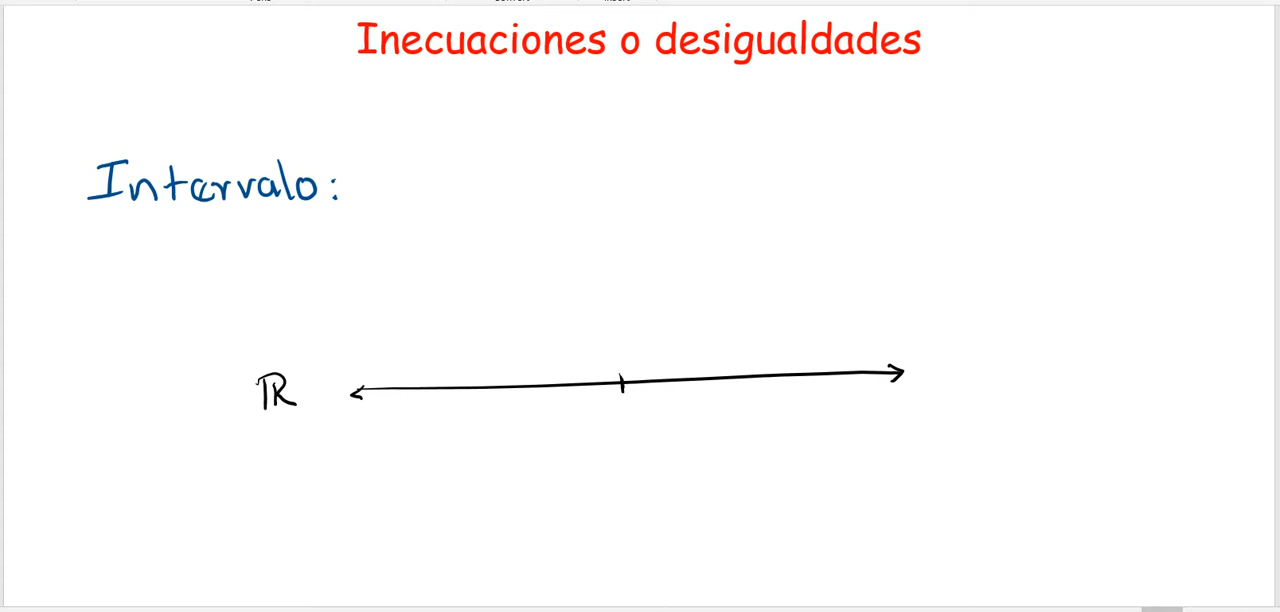 Inecuaciones o desigualdades
Intervalo:
ℝ